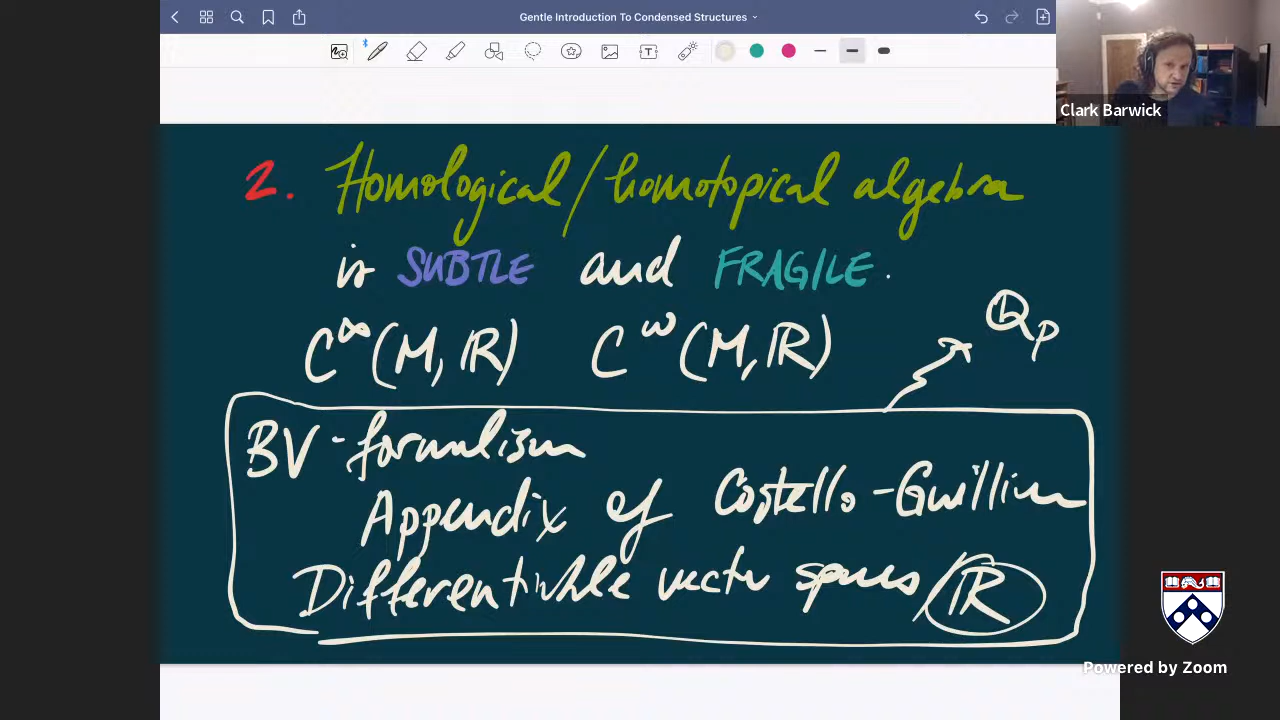 Gentle Introduction To Condensed Structures
Clark Barwick
2. Homological/homotopical algebra
is SUBTLE and FRAGILE.
C^∞(M, ℝ) C^ω(M, ℝ)
ℚ_p
BV-formalism
Appendix of Costello-Gwilliam
Differentiable vector spaces/ℝ
Powered by Zoom